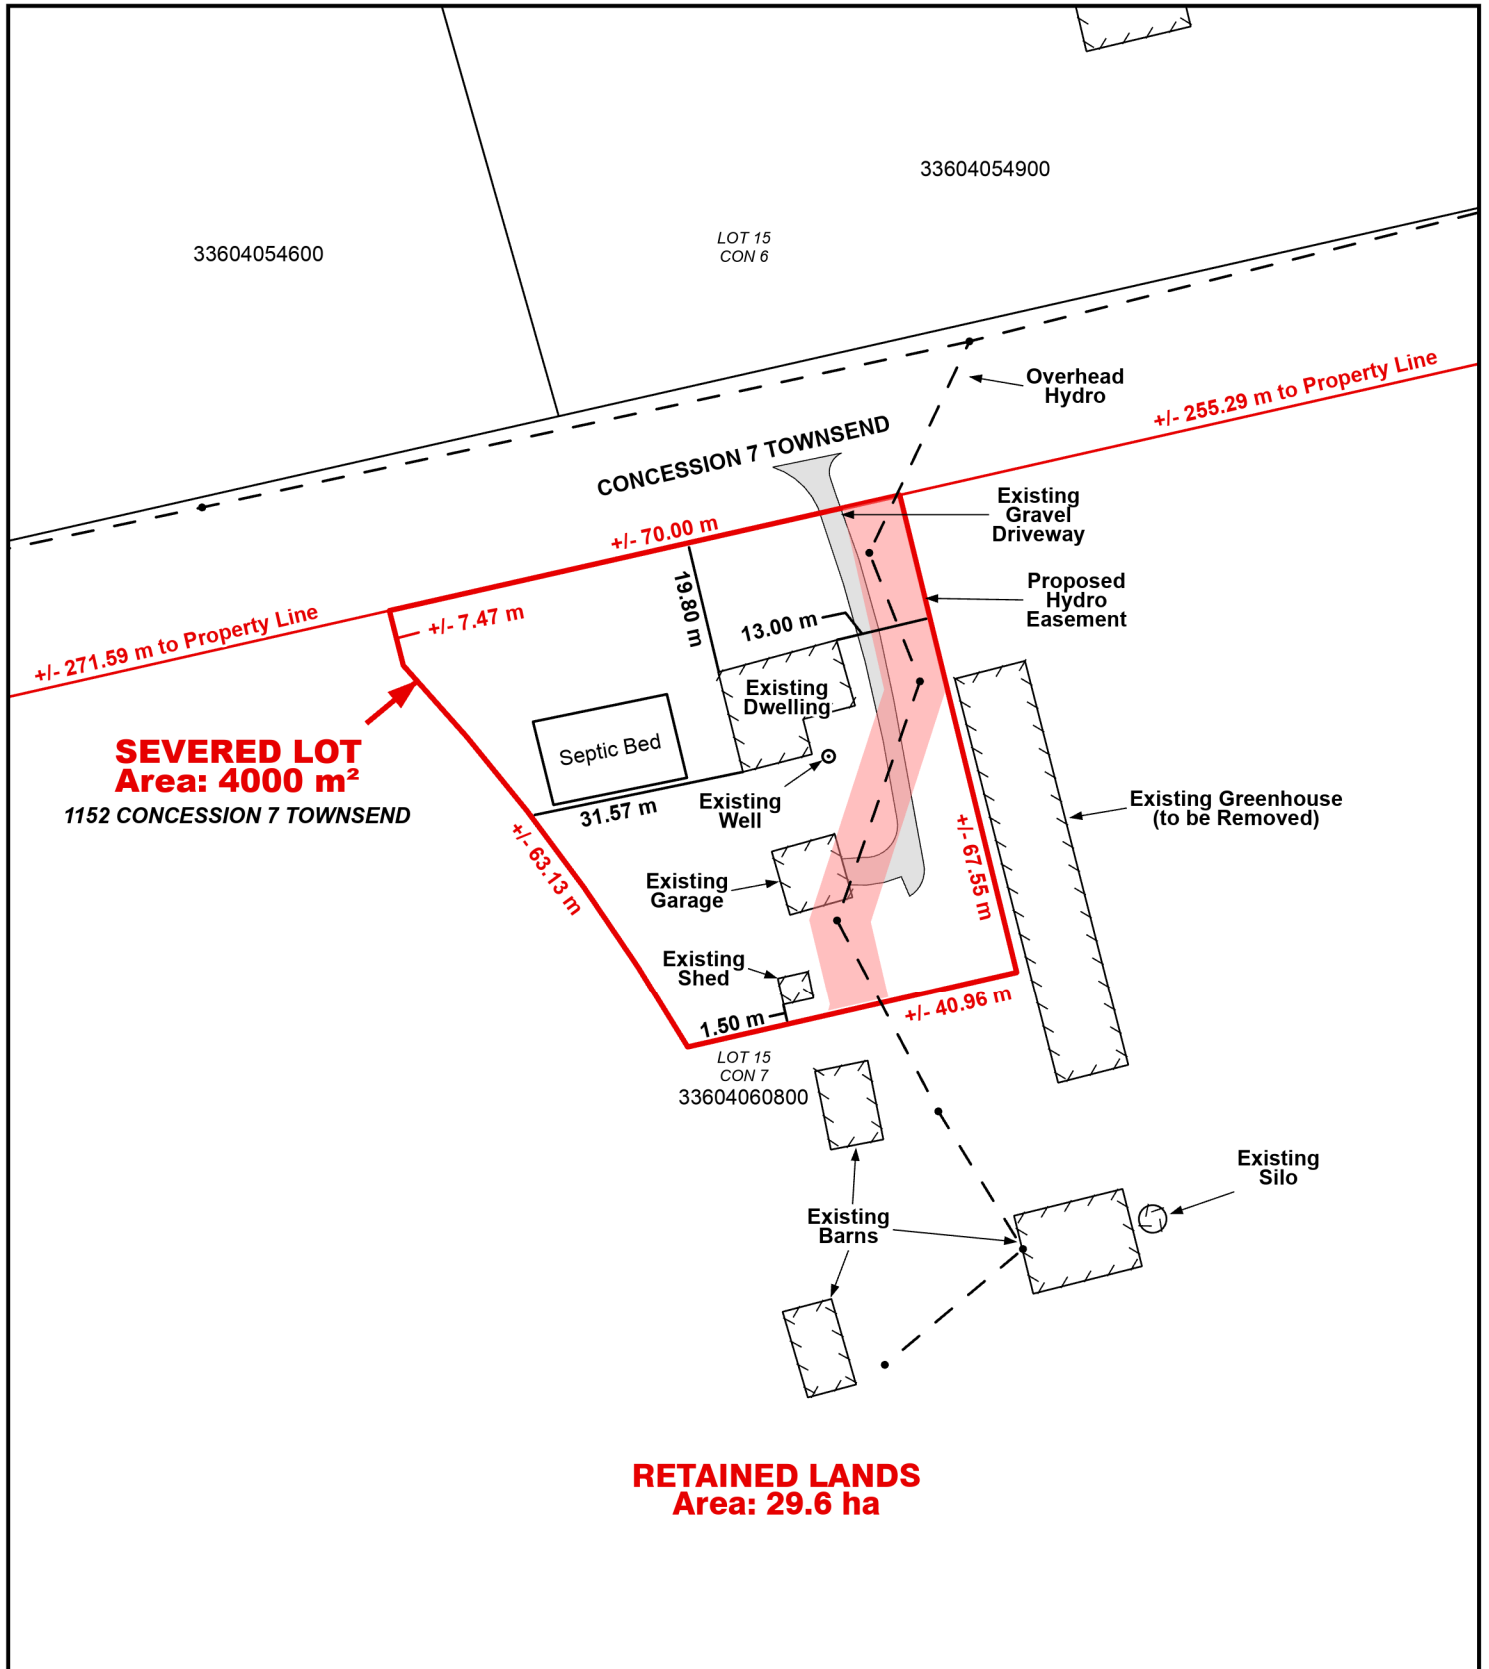 33604054900
LOT 15
CON 6
33604054600
Overhead
Hydro
+/- 255.29 m to Property Line
CONCESSION 7 TOWNSEND
Existing
Gravel
Driveway
+/- 70.00 m
Proposed
Hydro
Easement
19.80 m
13.00 m
+/- 7.47 m
+/- 271.59 m to Property Line
Existing
Dwelling
Septic Bed
SEVERED LOT
Area: 4000 m²
1152 CONCESSION 7 TOWNSEND
31.57 m
Existing
Well
Existing Greenhouse
(to be Removed)
+/- 63.13 m
+/- 67.55 m
Existing
Garage
Existing
Shed
1.50 m
+/- 40.96 m
LOT 15
CON 7
33604060800
Existing
Silo
Existing
Barns
RETAINED LANDS
Area: 29.6 ha